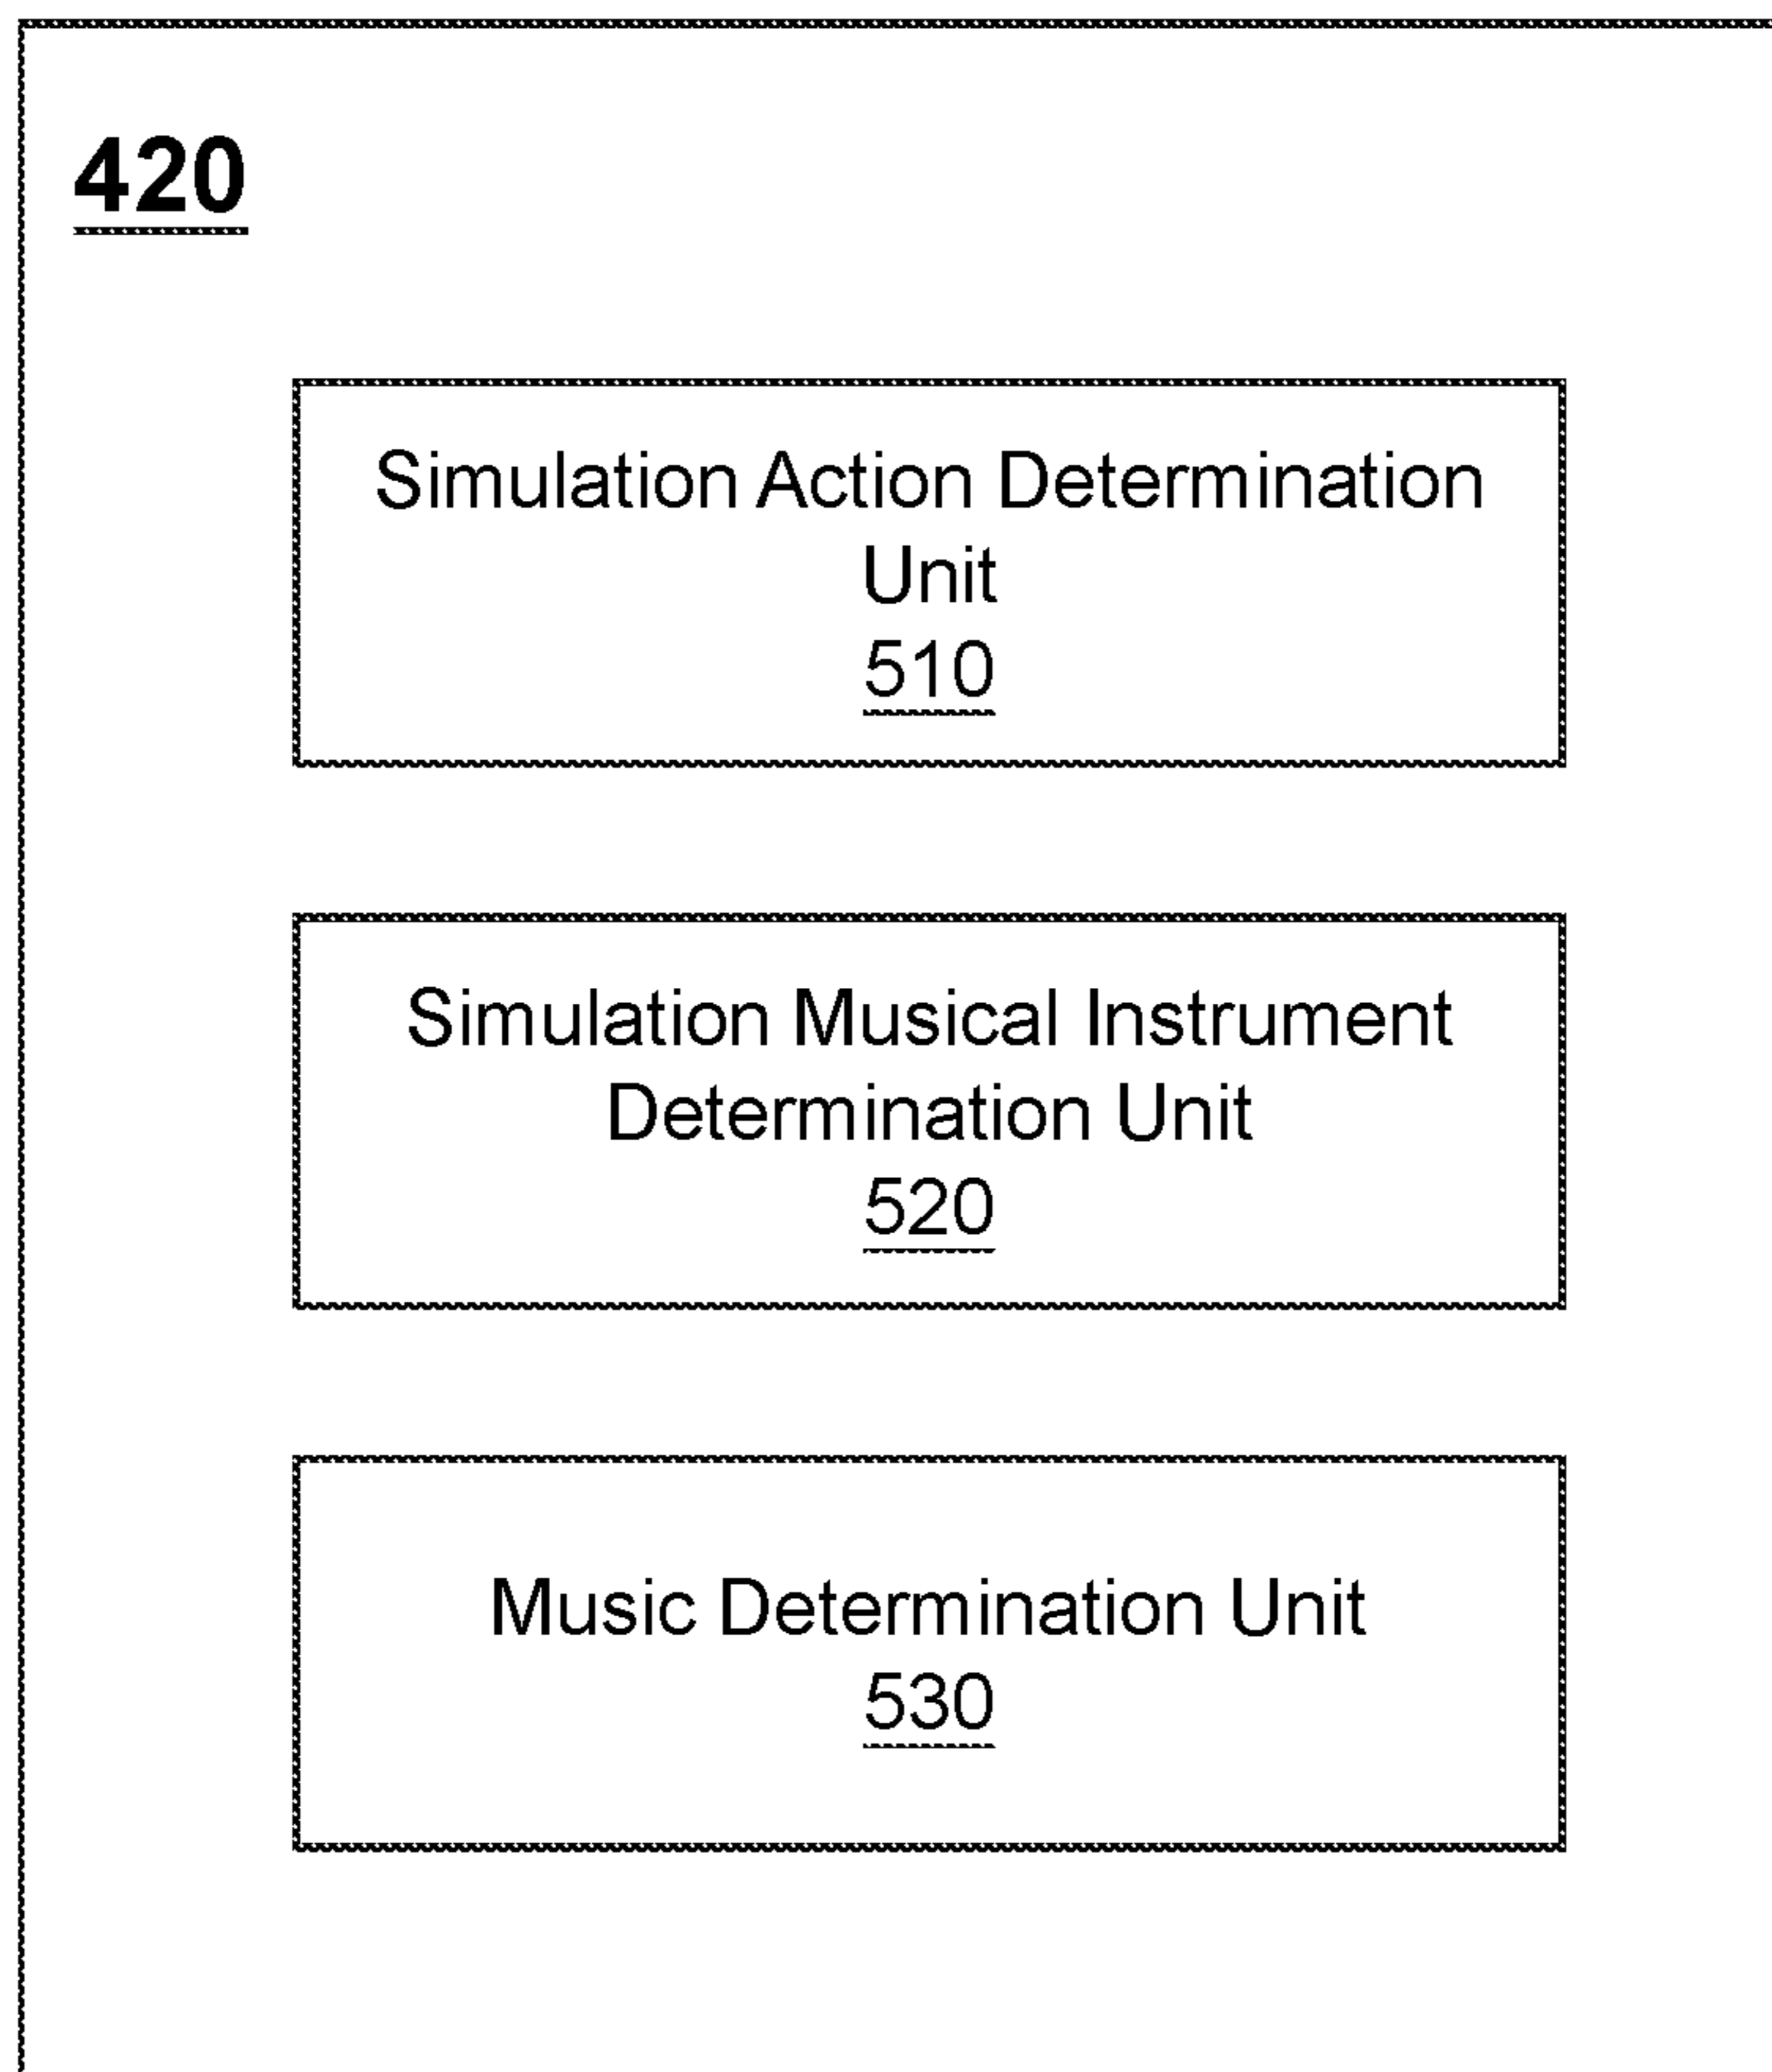 420
Simulation Action Determination
Unit
510
Simulation Musical Instrument
Determination Unit
520
Music Determination Unit
530